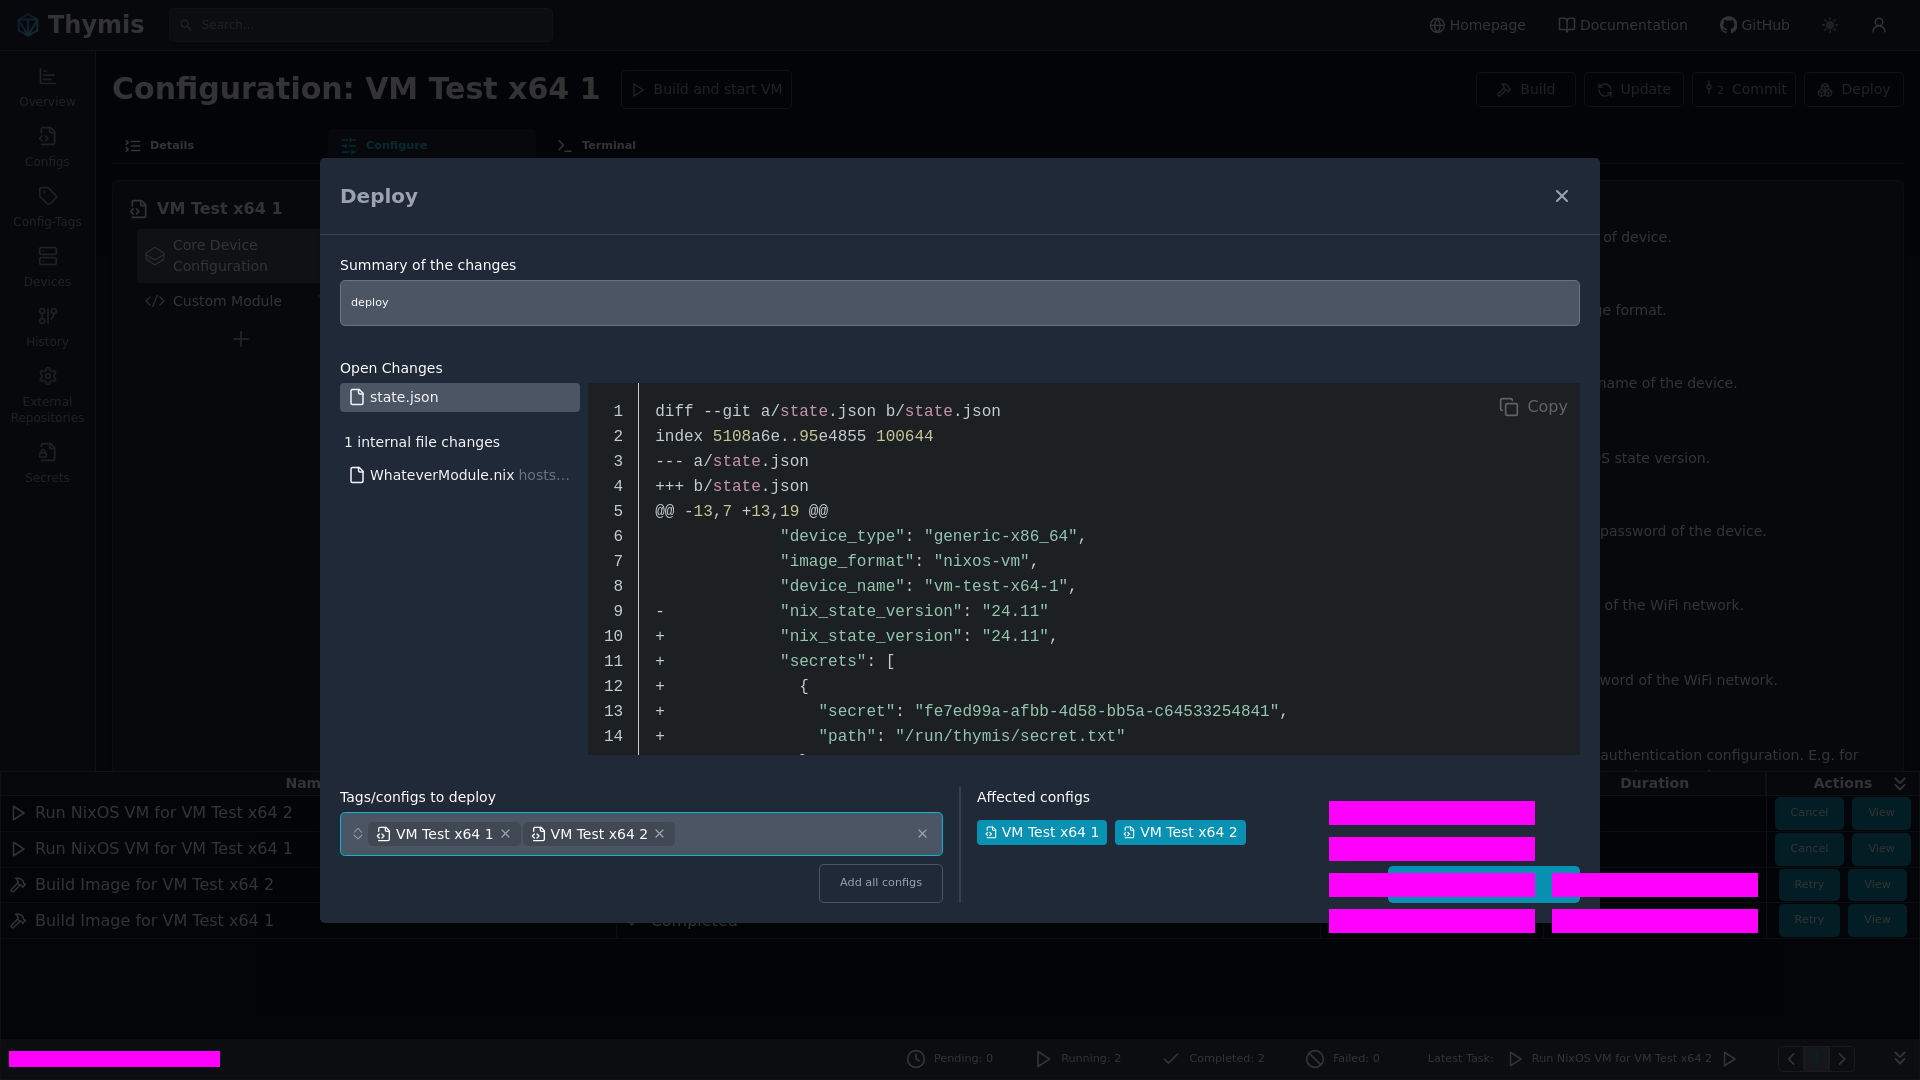 Thymis
Search...
Homepage
Documentation
GitHub
Configuration: VM Test x64 1
Build and start VM
Build
Update
2 Commit
Deploy
Overview
Configs
Config-Tags
Devices
History
External
Repositories
Secrets
Details
Configure
Terminal
VM Test x64 1
Core Device
Configuration
Custom Module
Deploy
Summary of the changes
deploy
Open Changes
state.json
1 internal file changes
WhateverModule.nix hosts...
Copy
1 diff --git a/state.json b/state.json
2 index 5108a6e..95e4855 100644
3 --- a/state.json
4 +++ b/state.json
5 @@ -13,7 +13,19 @@
6 "device_type": "generic-x86_64",
7 "image_format": "nixos-vm",
8 "device_name": "vm-test-x64-1",
9 - "nix_state_version": "24.11"
10 + "nix_state_version": "24.11",
11 + "secrets": [
12 + {
13 + "secret": "fe7ed99a-afbb-4d58-bb5a-c64533254841",
14 + "path": "/run/thymis/secret.txt"
of device.
format.
name of the device.
state version.
password of the device.
of the WiFi network.
of the WiFi network.
authentication configuration. E.g. for
Tags/configs to deploy
VM Test x64 1
VM Test x64 2
Add all configs
Affected configs
VM Test x64 1
VM Test x64 2
Duration
Actions
Run NixOS VM for VM Test x64 2
Cancel
View
Run NixOS VM for VM Test x64 1
Cancel
View
Build Image for VM Test x64 2
Retry
View
Build Image for VM Test x64 1
Completed
Retry
View
Pending: 0
Running: 2
Completed: 2
Failed: 0
Latest Task:
Run NixOS VM for VM Test x64 2